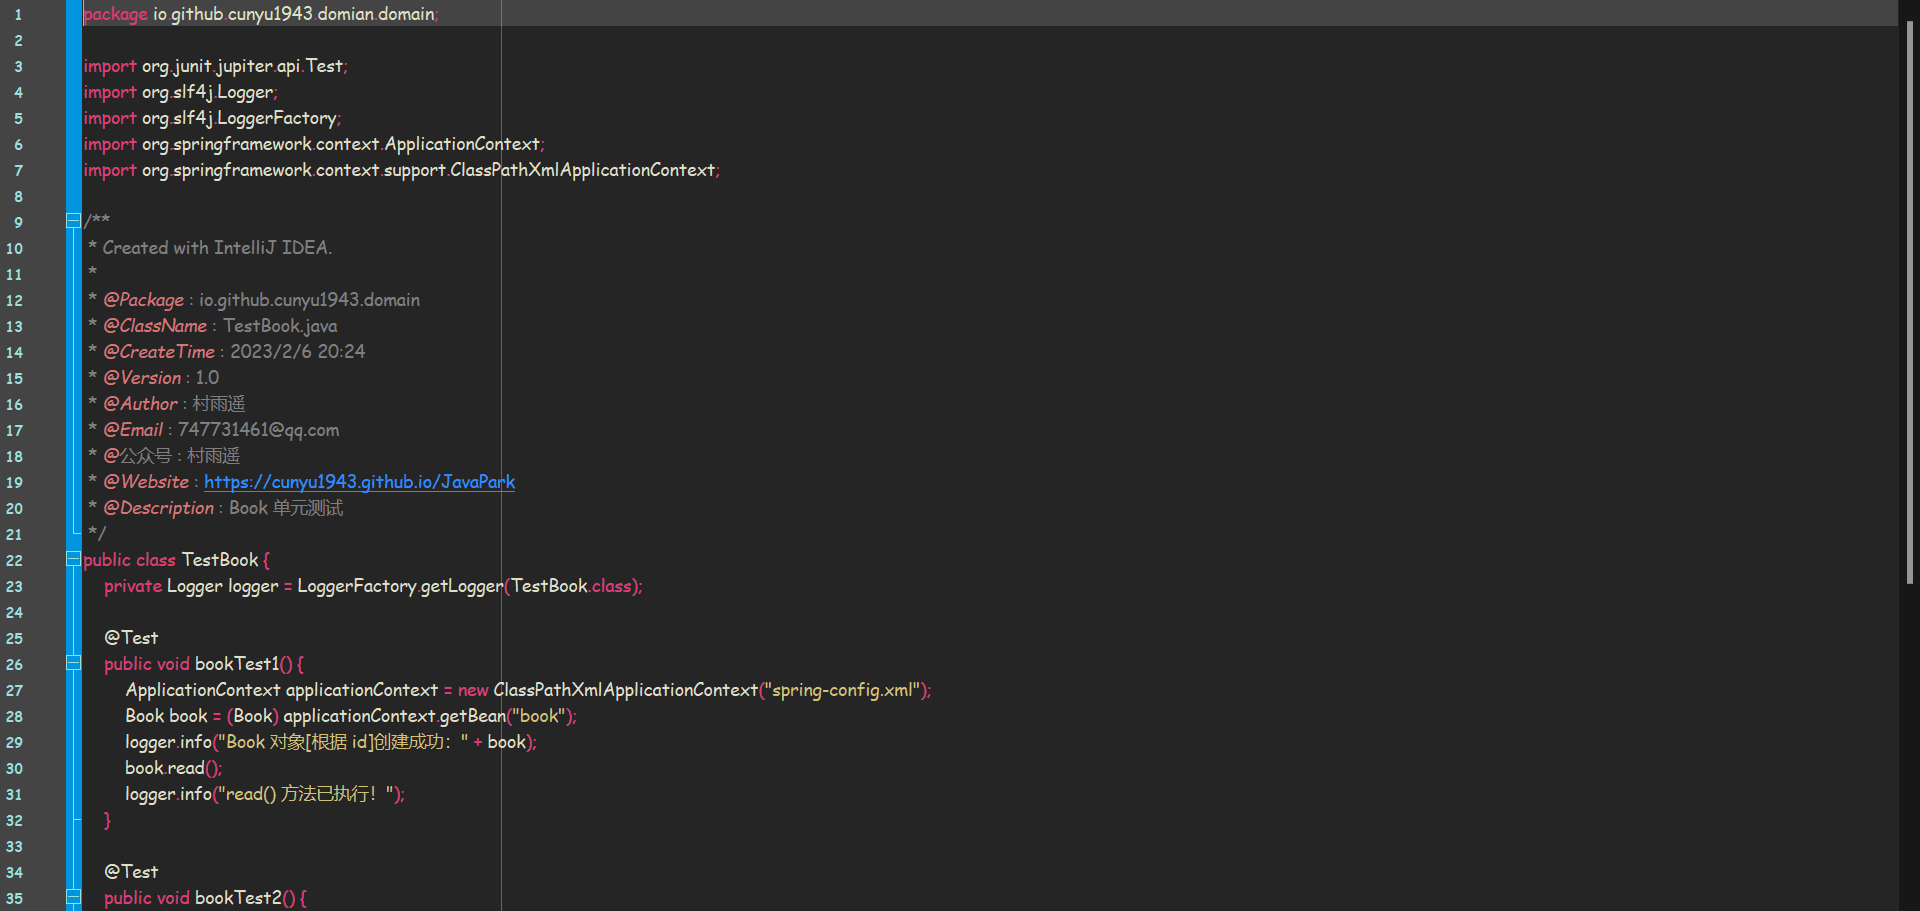 1 package io.github.cunyu1943.domian.domain;
2
3 import org.junit.jupiter.api.Test;
4 import org.slf4j.Logger;
5 import org.slf4j.LoggerFactory;
6 import org.springframework.context.ApplicationContext;
7 import org.springframework.context.support.ClassPathXmlApplicationContext;
8
9 /**
10 * Created with IntelliJ IDEA.
11 *
12 * @Package : io.github.cunyu1943.domain
13 * @ClassName : TestBook.java
14 * @CreateTime : 2023/2/6 20:24
15 * @Version : 1.0
16 * @Author : 村雨遥
17 * @Email : 747731461@qq.com
18 * @公众号 : 村雨遥
19 * @Website : https://cunyu1943.github.io/JavaPark
20 * @Description : Book 单元测试
21 */
22 public class TestBook {
23 private Logger logger = LoggerFactory.getLogger(TestBook.class);
24
25 @Test
26 public void bookTest1() {
27 ApplicationContext applicationContext = new ClassPathXmlApplicationContext("spring-config.xml");
28 Book book = (Book) applicationContext.getBean("book");
29 logger.info("Book 对象[根据 id]创建成功：" + book);
30 book.read();
31 logger.info("read() 方法已执行！");
32 }
33
34 @Test
35 public void bookTest2() {